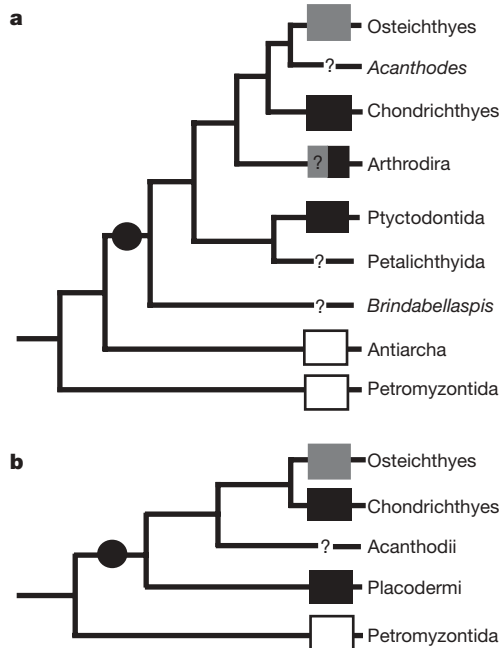 a
Osteichthyes
? Acanthodes
Chondrichthyes
? Arthrodira
Ptyctodontida
? Petalichthyida
? Brindabellaspis
Antiarcha
Petromyzontida
b
Osteichthyes
Chondrichthyes
? Acanthodii
Placodermi
Petromyzontida